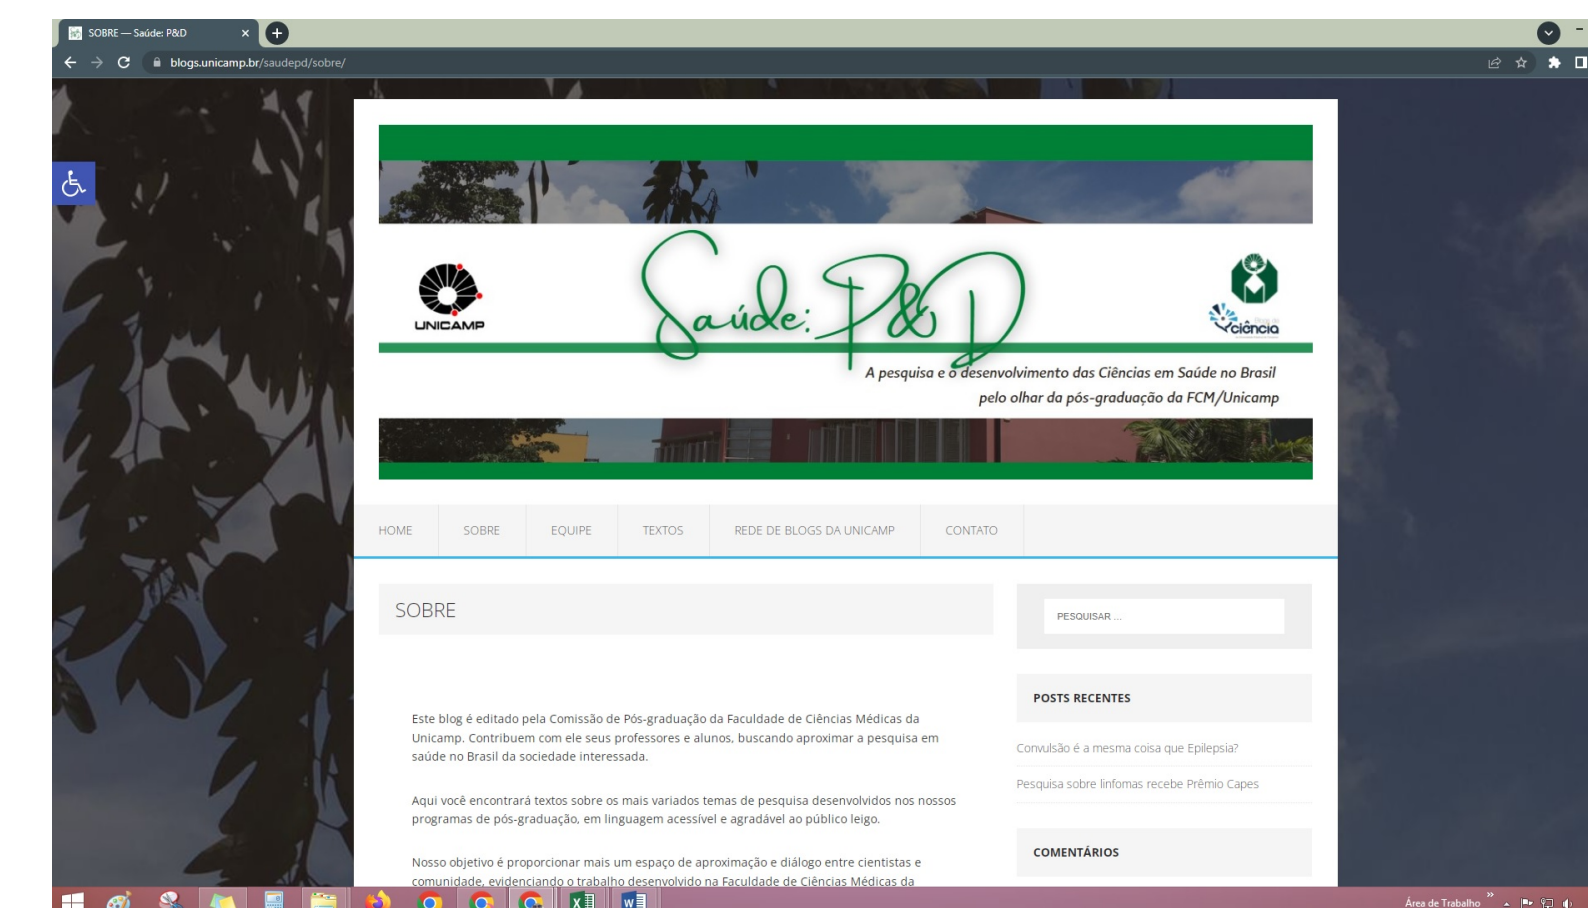 SOBRE — Saúde: P&D
blogs.unicamp.br/saudepd/sobre/
UNICAMP
Saúde: P&D
ciência
A pesquisa e o desenvolvimento das Ciências em Saúde no Brasil
pelo olhar da pós-graduação da FCM/Unicamp
HOME SOBRE EQUIPE TEXTOS REDE DE BLOGS DA UNICAMP CONTATO
SOBRE
PESQUISAR ...
Este blog é editado pela Comissão de Pós-graduação da Faculdade de Ciências Médicas da
Unicamp. Contribuem com ele seus professores e alunos, buscando aproximar a pesquisa em
saúde no Brasil da sociedade interessada.
Aqui você encontrará textos sobre os mais variados temas de pesquisa desenvolvidos nos nossos
programas de pós-graduação, em linguagem acessível e agradável ao público leigo.
Nosso objetivo é proporcionar mais um espaço de aproximação e diálogo entre cientistas e
comunidade, evidenciando o trabalho desenvolvido na Faculdade de Ciências Médicas da
POSTS RECENTES
Convulsão é a mesma coisa que Epilepsia?
Pesquisa sobre linfomas recebe Prêmio Capes
COMENTÁRIOS
Área de Trabalho